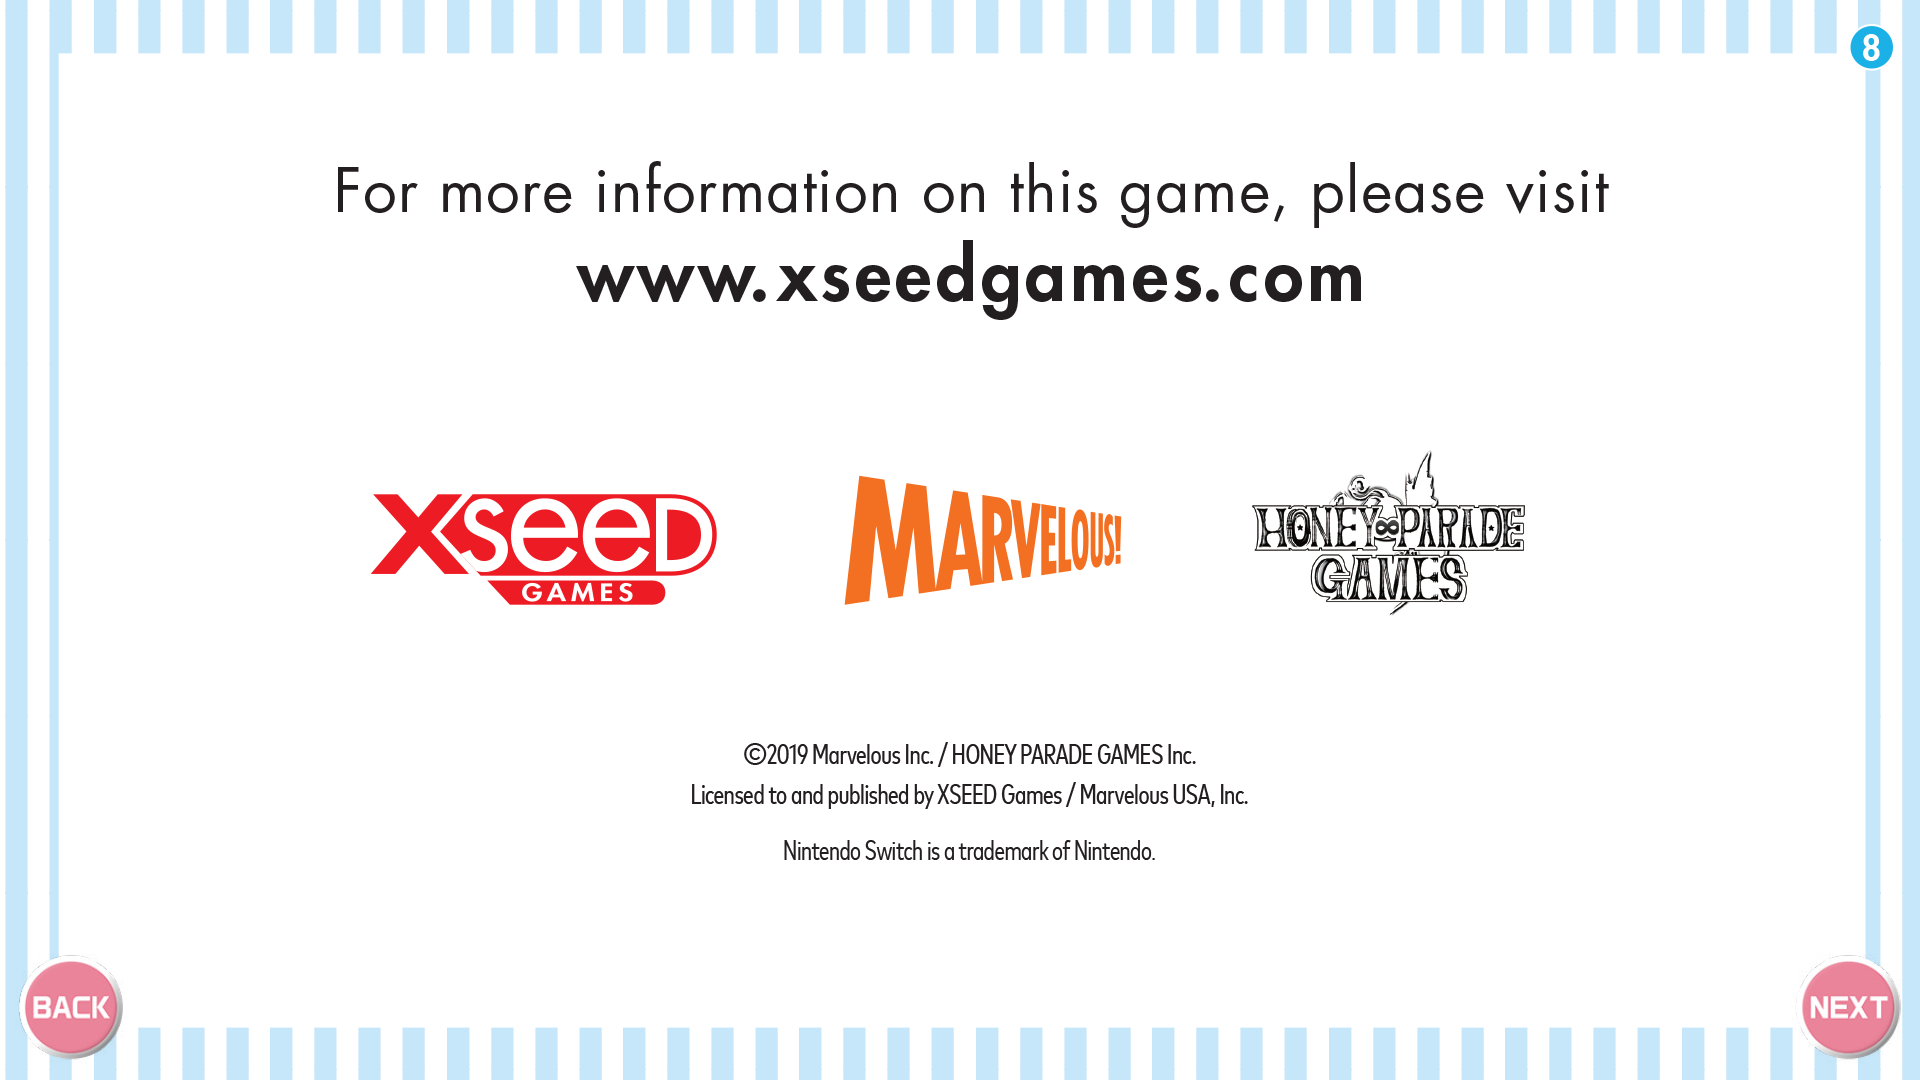 8
For more information on this game, please visit
www.xseedgames.com
XSEED
GAMES
MARVELOUS!
HONEY∞PARADE
GAMES
©2019 Marvelous Inc. / HONEY PARADE GAMES Inc.
Licensed to and published by XSEED Games / Marvelous USA, Inc.
Nintendo Switch is a trademark of Nintendo.
BACK
NEXT